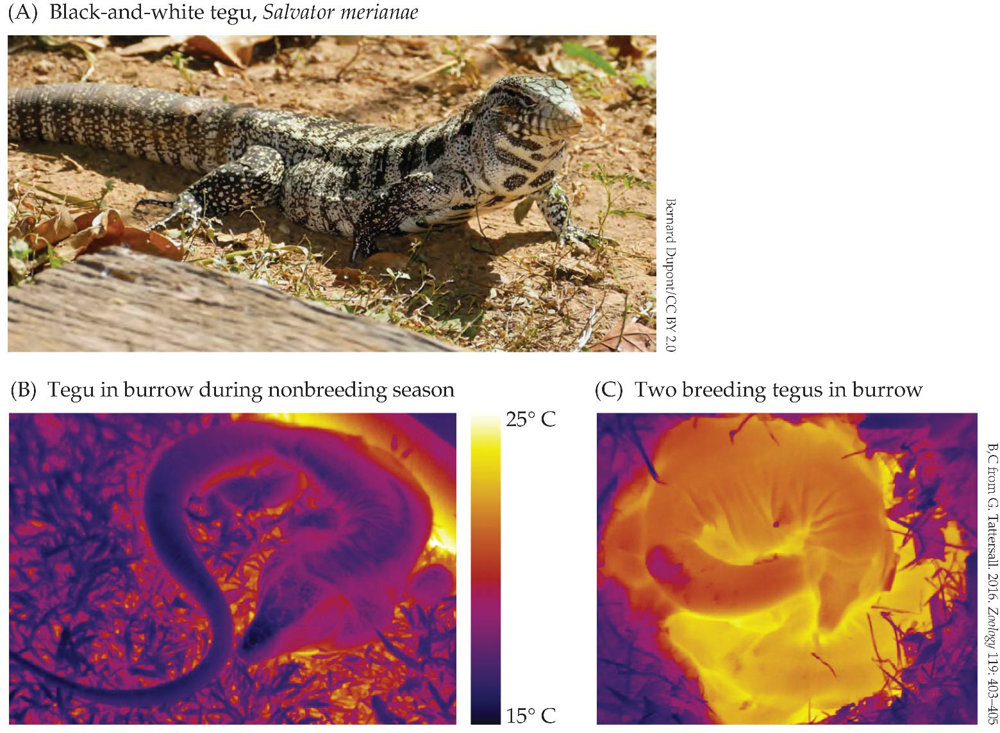 (A) Black-and-white tegu, Salvator merianae
Bernard Dupont/CC BY 2.0
(B) Tegu in burrow during nonbreeding season
25° C
15° C
(C) Two breeding tegus in burrow
B,C from G. Tattersall. 2016. Zoology 119: 403–405